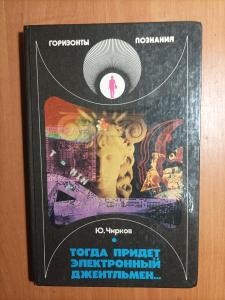 ГОРИЗОНТЫ ПОЗНАНИЯ
Ю.Чирков
ТОГДА ПРИДЕТ
ЭЛЕКТРОННЫЙ
ДЖЕНТЛЬМЕН...